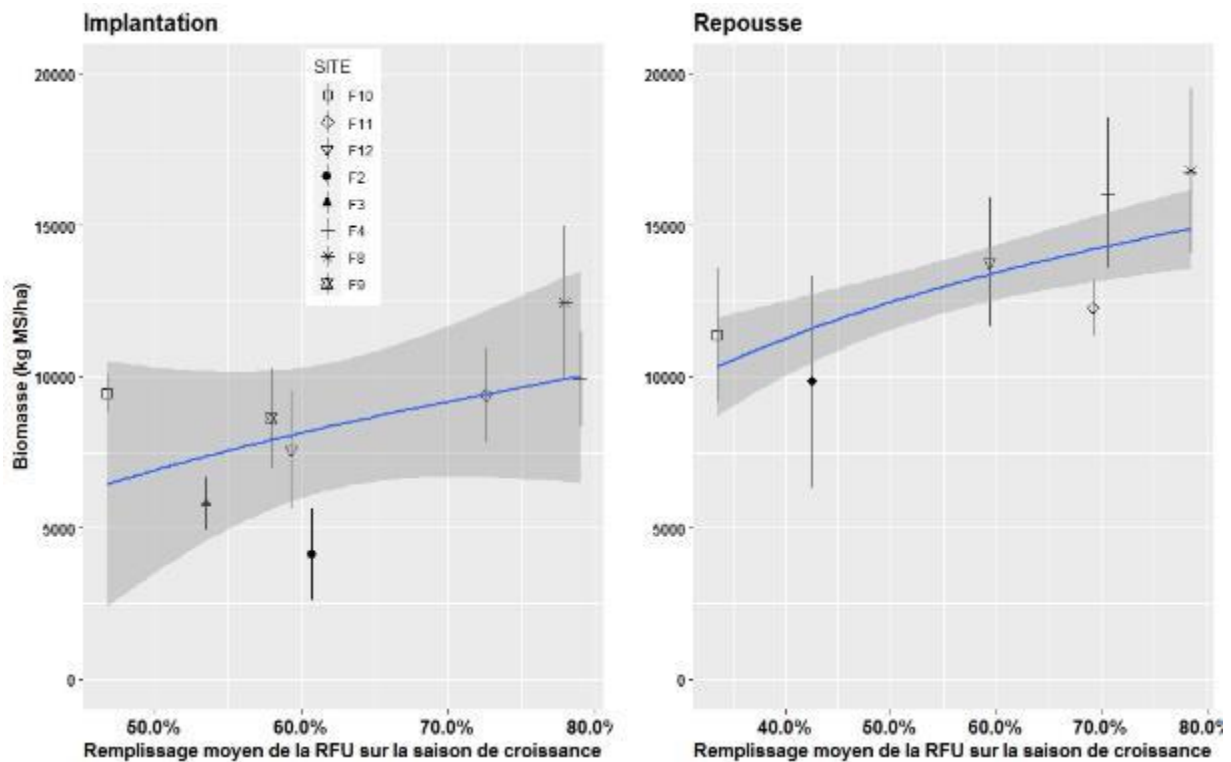 Implantation
Repousse
SITE
F10
F11
F12
F2
F3
F4
F8
F9
Biomasse (kg MS/ha)
20000
15000
10000
5000
0
50.0%
60.0%
70.0%
80.0%
Remplissage moyen de la RFU sur la saison de croissance
20000
15000
10000
5000
0
40.0%
50.0%
60.0%
70.0%
80.0%
Remplissage moyen de la RFU sur la saison de croissance